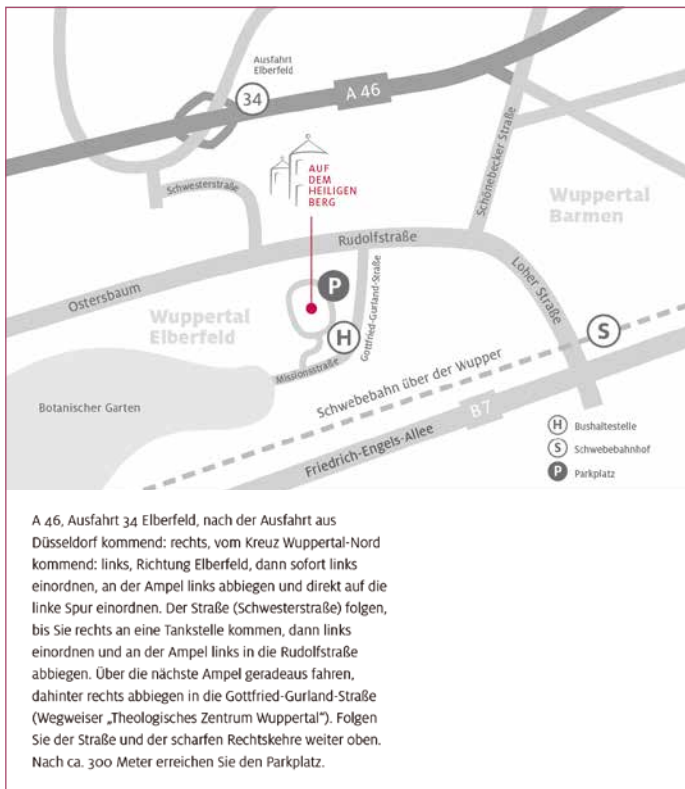 Ausfahrt
Elberfeld
34
A 46
Schwesterstraße
AUF
DEM
HEILIGEN
BERG
Schönebecker Straße
Wuppertal
Barmen
Rudolfstraße
Ostersbaum
Loher Straße
P
Gottfried-Gurland-Straße
Wuppertal
Elberfeld
H
S
Missionsstraße
Schwebebahn über der Wupper
Botanischer Garten
B7
Friedrich-Engels-Allee
H Bushaltestelle
S Schwebebahnhof
P Parkplatz
A 46, Ausfahrt 34 Elberfeld, nach der Ausfahrt aus
Düsseldorf kommend: rechts, vom Kreuz Wuppertal-Nord
kommend: links, Richtung Elberfeld, dann sofort links
einordnen, an der Ampel links abbiegen und direkt auf die
linke Spur einordnen. Der Straße (Schwesterstraße) folgen,
bis Sie rechts an eine Tankstelle kommen, dann links
einordnen und an der Ampel links in die Rudolfstraße
abbiegen. Über die nächste Ampel geradeaus fahren,
dahinter rechts abbiegen in die Gottfried-Gurland-Straße
(Wegweiser „Theologisches Zentrum Wuppertal“). Folgen
Sie der Straße und der scharfen Rechtskehre weiter oben.
Nach ca. 300 Meter erreichen Sie den Parkplatz.